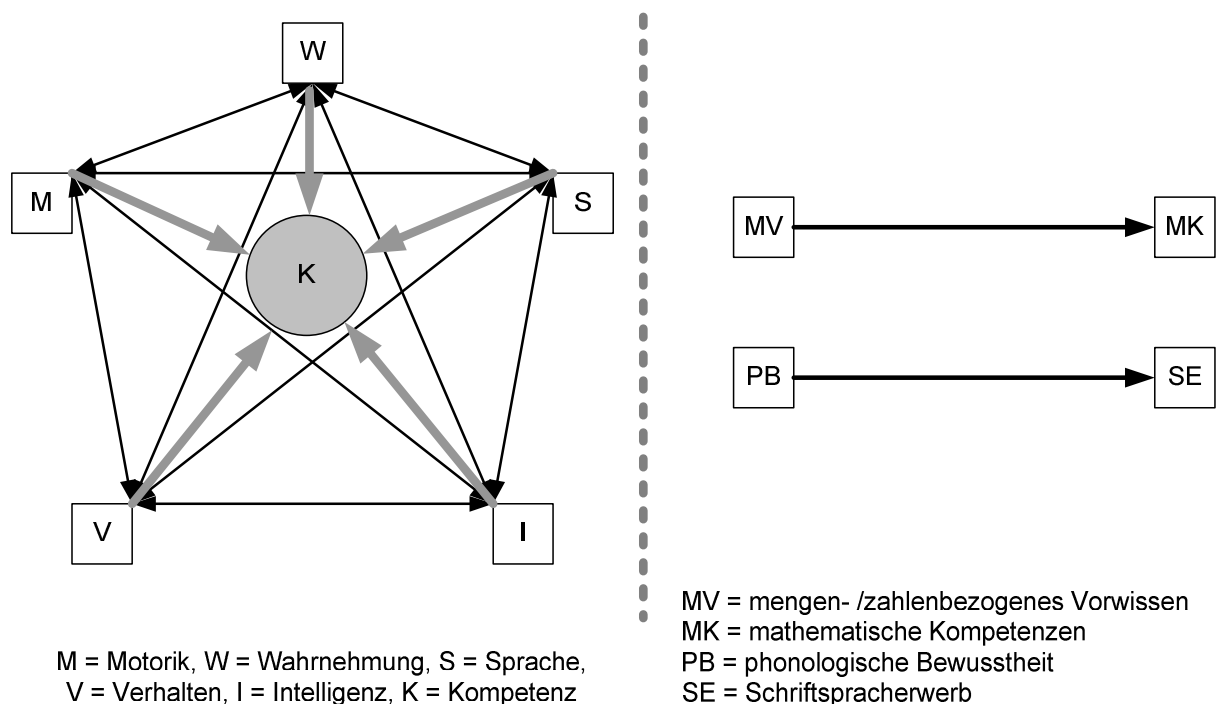 W
M
S
K
V
I
M = Motorik, W = Wahrnehmung, S = Sprache,
V = Verhalten, I = Intelligenz, K = Kompetenz
MV
MK
PB
SE
MV = mengen- /zahlenbezogenes Vorwissen
MK = mathematische Kompetenzen
PB = phonologische Bewusstheit
SE = Schriftspracherwerb